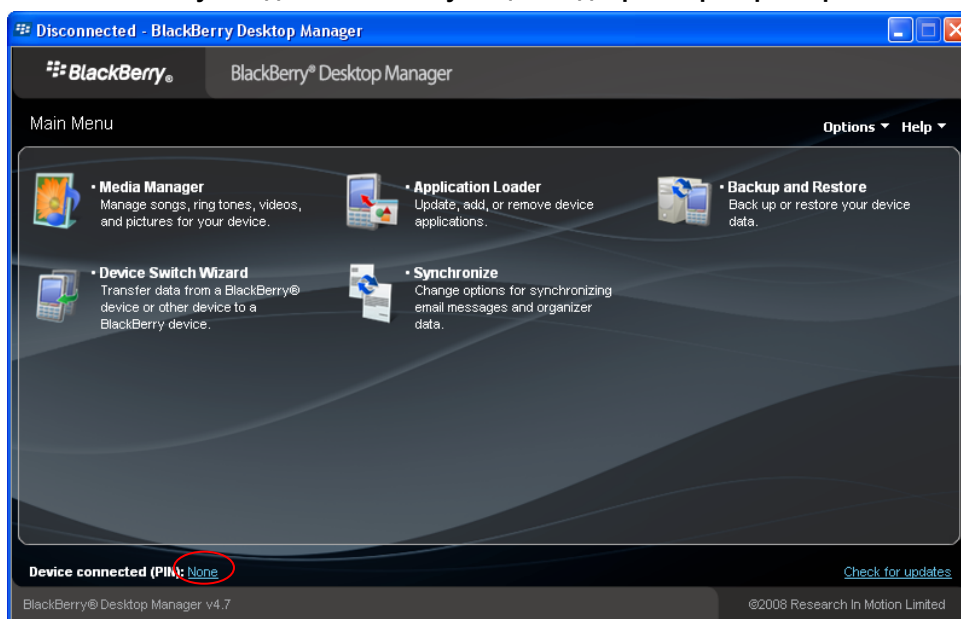 Disconnected - BlackBerry Desktop Manager
BlackBerry®
BlackBerry® Desktop Manager
Main Menu
Options
Help
Media Manager
Manage songs, ring tones, videos,
and pictures for your device.
Application Loader
Update, add, or remove device
applications.
Backup and Restore
Back up or restore your device
data.
Device Switch Wizard
Transfer data from a BlackBerry®
device or other device to a
BlackBerry device.
Synchronize
Change options for synchronizing
email messages and organizer
data.
Device connected (PIN): None
Check for updates
BlackBerry® Desktop Manager v4.7
©2008 Research In Motion Limited